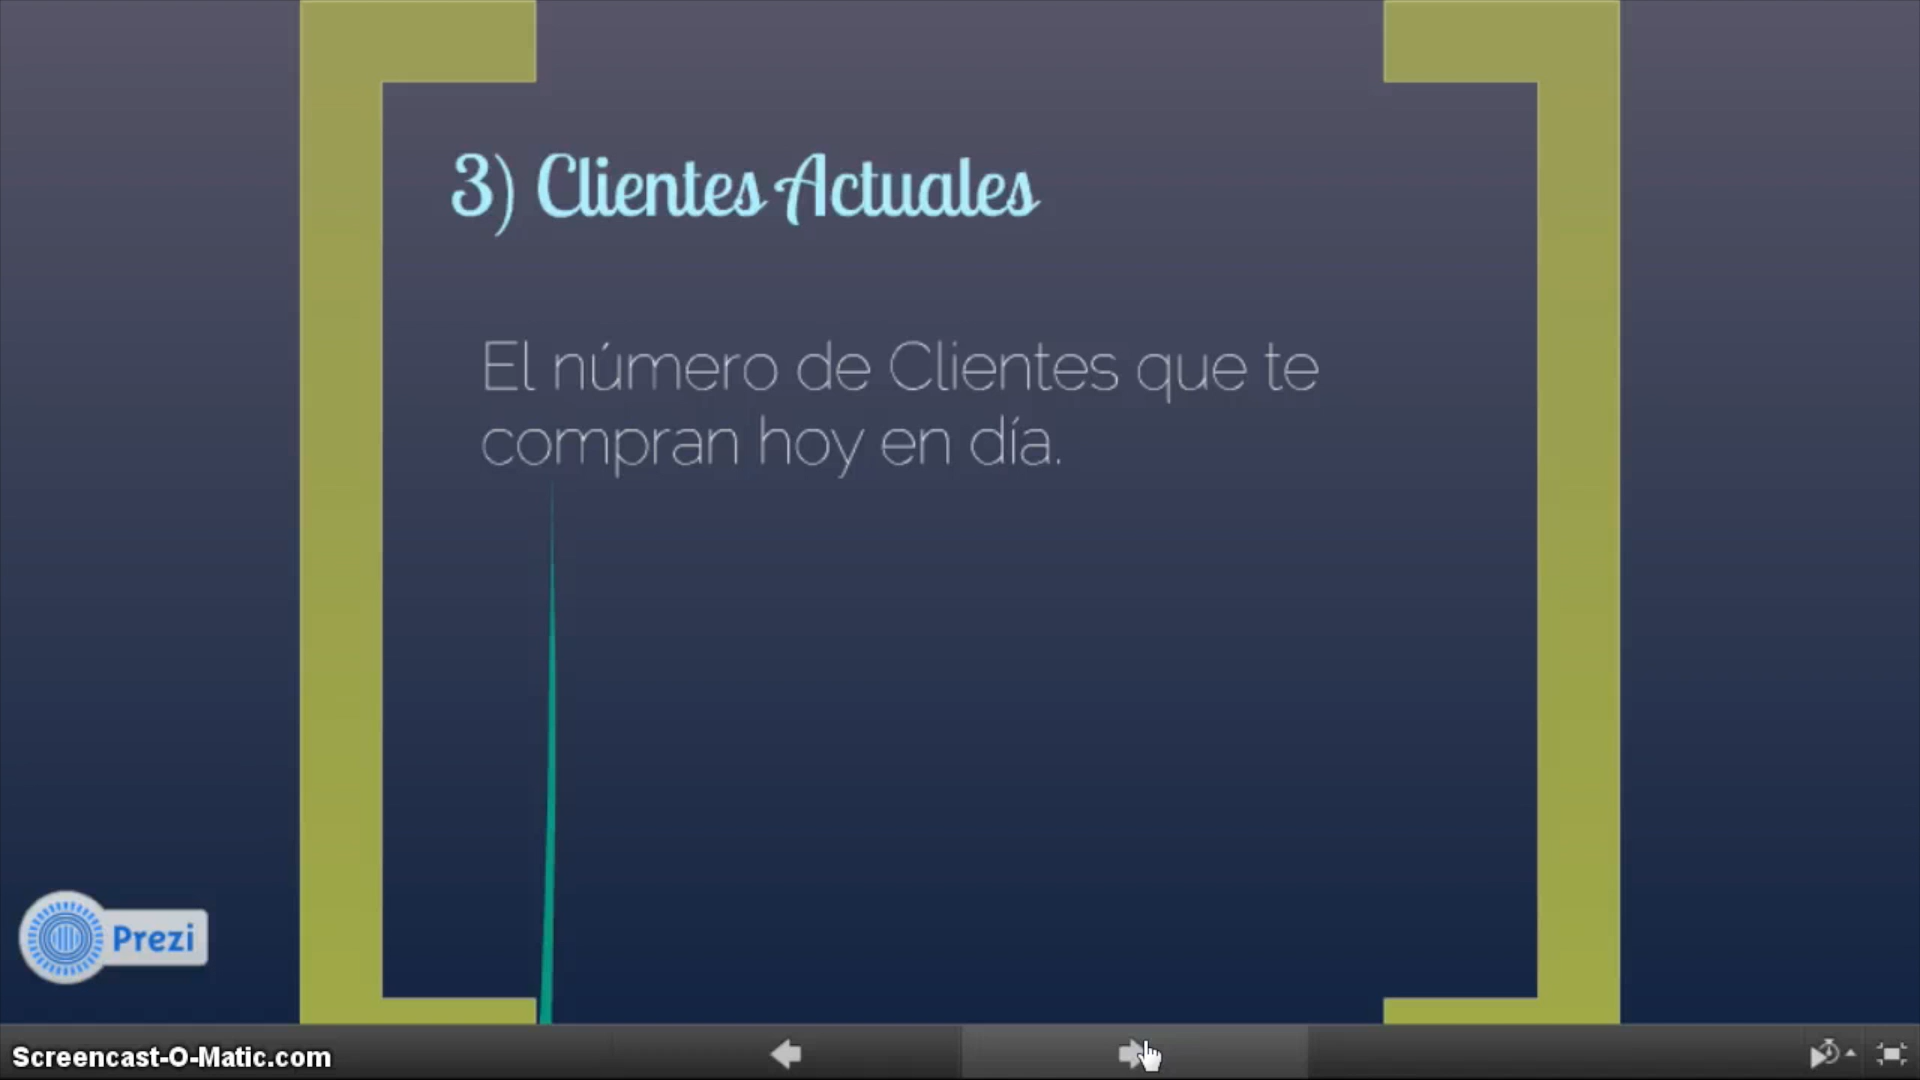 3) Clientes Actuales
El número de Clientes que te
compran hoy en día.
Prezi
Screencast-O-Matic.com